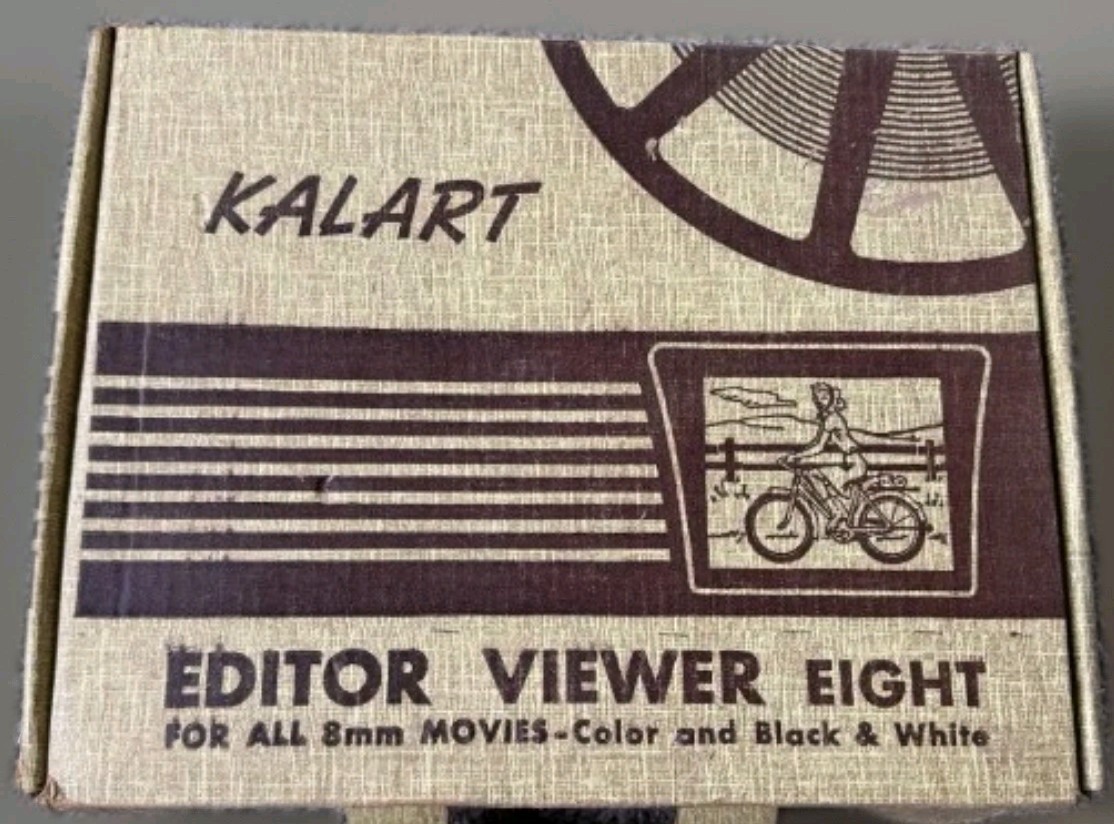 KALART
EDITOR VIEWER EIGHT
FOR ALL 8mm MOVIES-Color and Black & White